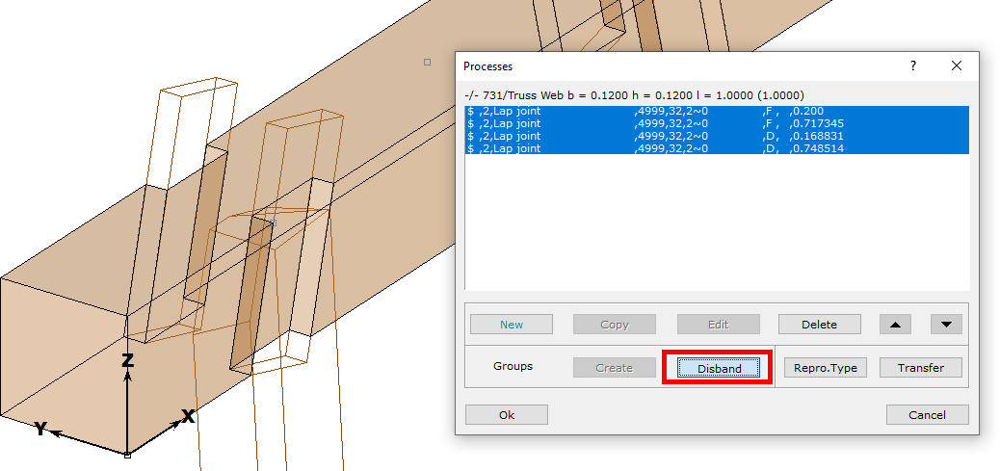 Processes
? 
-/- 731/Truss Web b = 0.1200 h = 0.1200 l = 1.0000 (1.0000)
$ ,2,Lap joint ,4999,32,2~0 ,F , ,0.200
$ ,2,Lap joint ,4999,32,2~0 ,F , ,0.717345
$ ,2,Lap joint ,4999,32,2~0 ,D, ,0.168831
$ ,2,Lap joint ,4999,32,2~0 ,D, ,0.748514
New Copy Edit Delete
Groups Create Disband Repro.Type Transfer
Ok Cancel
Z
Y X